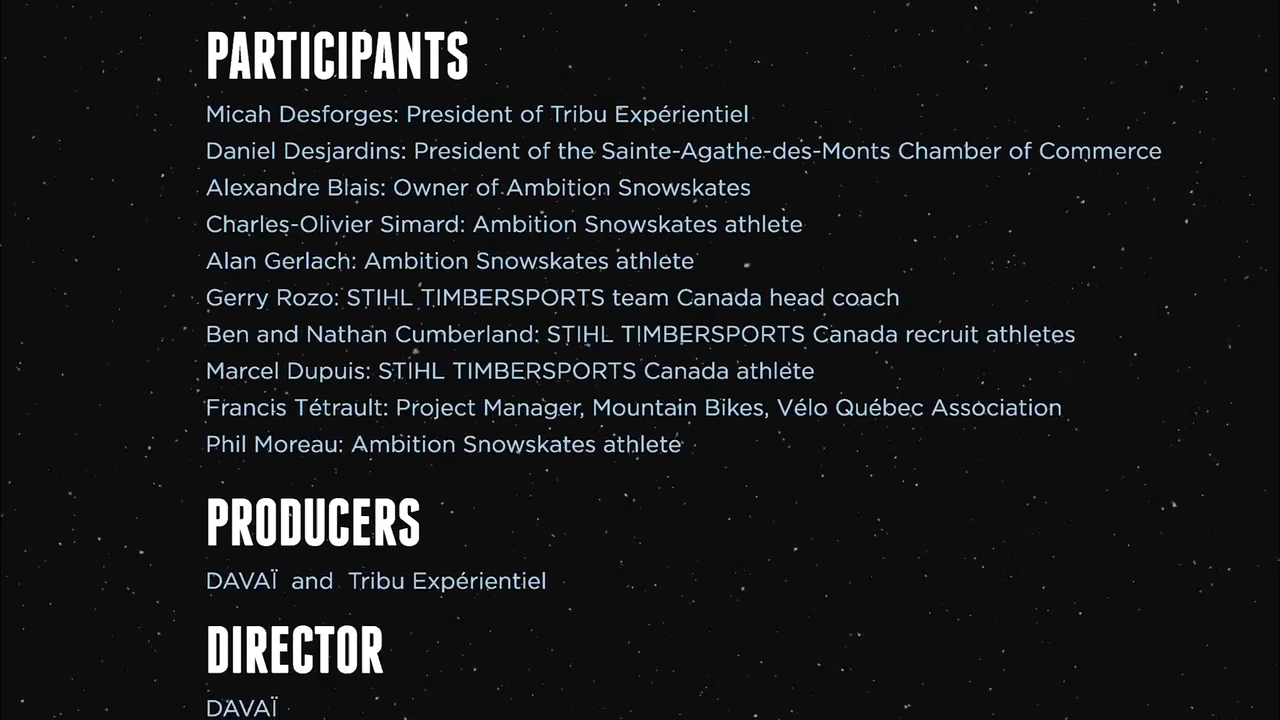 PARTICIPANTS
Micah Desforges: President of Tribu Expérientiel
Daniel Desjardins: President of the Sainte-Agathe-des-Monts Chamber of Commerce
Alexandre Blais: Owner of Ambition Snowskates
Charles-Olivier Simard: Ambition Snowskates athlete
Alan Gerlach: Ambition Snowskates athlete
Gerry Rozo: STIHL TIMBERSPORTS team Canada head coach
Ben and Nathan Cumberland: STIHL TIMBERSPORTS Canada recruit athletes
Marcel Dupuis: STIHL TIMBERSPORTS Canada athlete
Francis Tétrault: Project Manager, Mountain Bikes, Vélo Québec Association
Phil Moreau: Ambition Snowskates athlete
PRODUCERS
DAVAÏ and Tribu Expérientiel
DIRECTOR
DAVAÏ